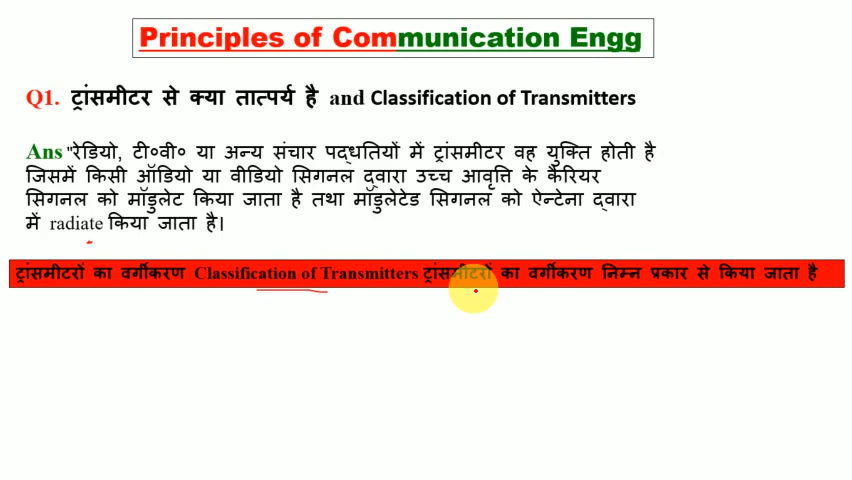 Principles of Communication Engg
Q1. ट्रांसमीटर से क्या तात्पर्य है and Classification of Transmitters
Ans "रेडियो, टी०वी० या अन्य संचार पद्धतियों में ट्रांसमीटर वह युक्ति होती है
जिसमें किसी ऑडियो या वीडियो सिगनल द्वारा उच्च आवृत्ति के कैरियर
सिगनल को मॉडुलेट किया जाता है तथा मॉडुलेटेड सिगनल को ऐन्टेना द्वारा
में radiate किया जाता है।
ट्रांसमीटरों का वर्गीकरण Classification of Transmitters ट्रांसमीटरों का वर्गीकरण निम्न प्रकार से किया जाता है